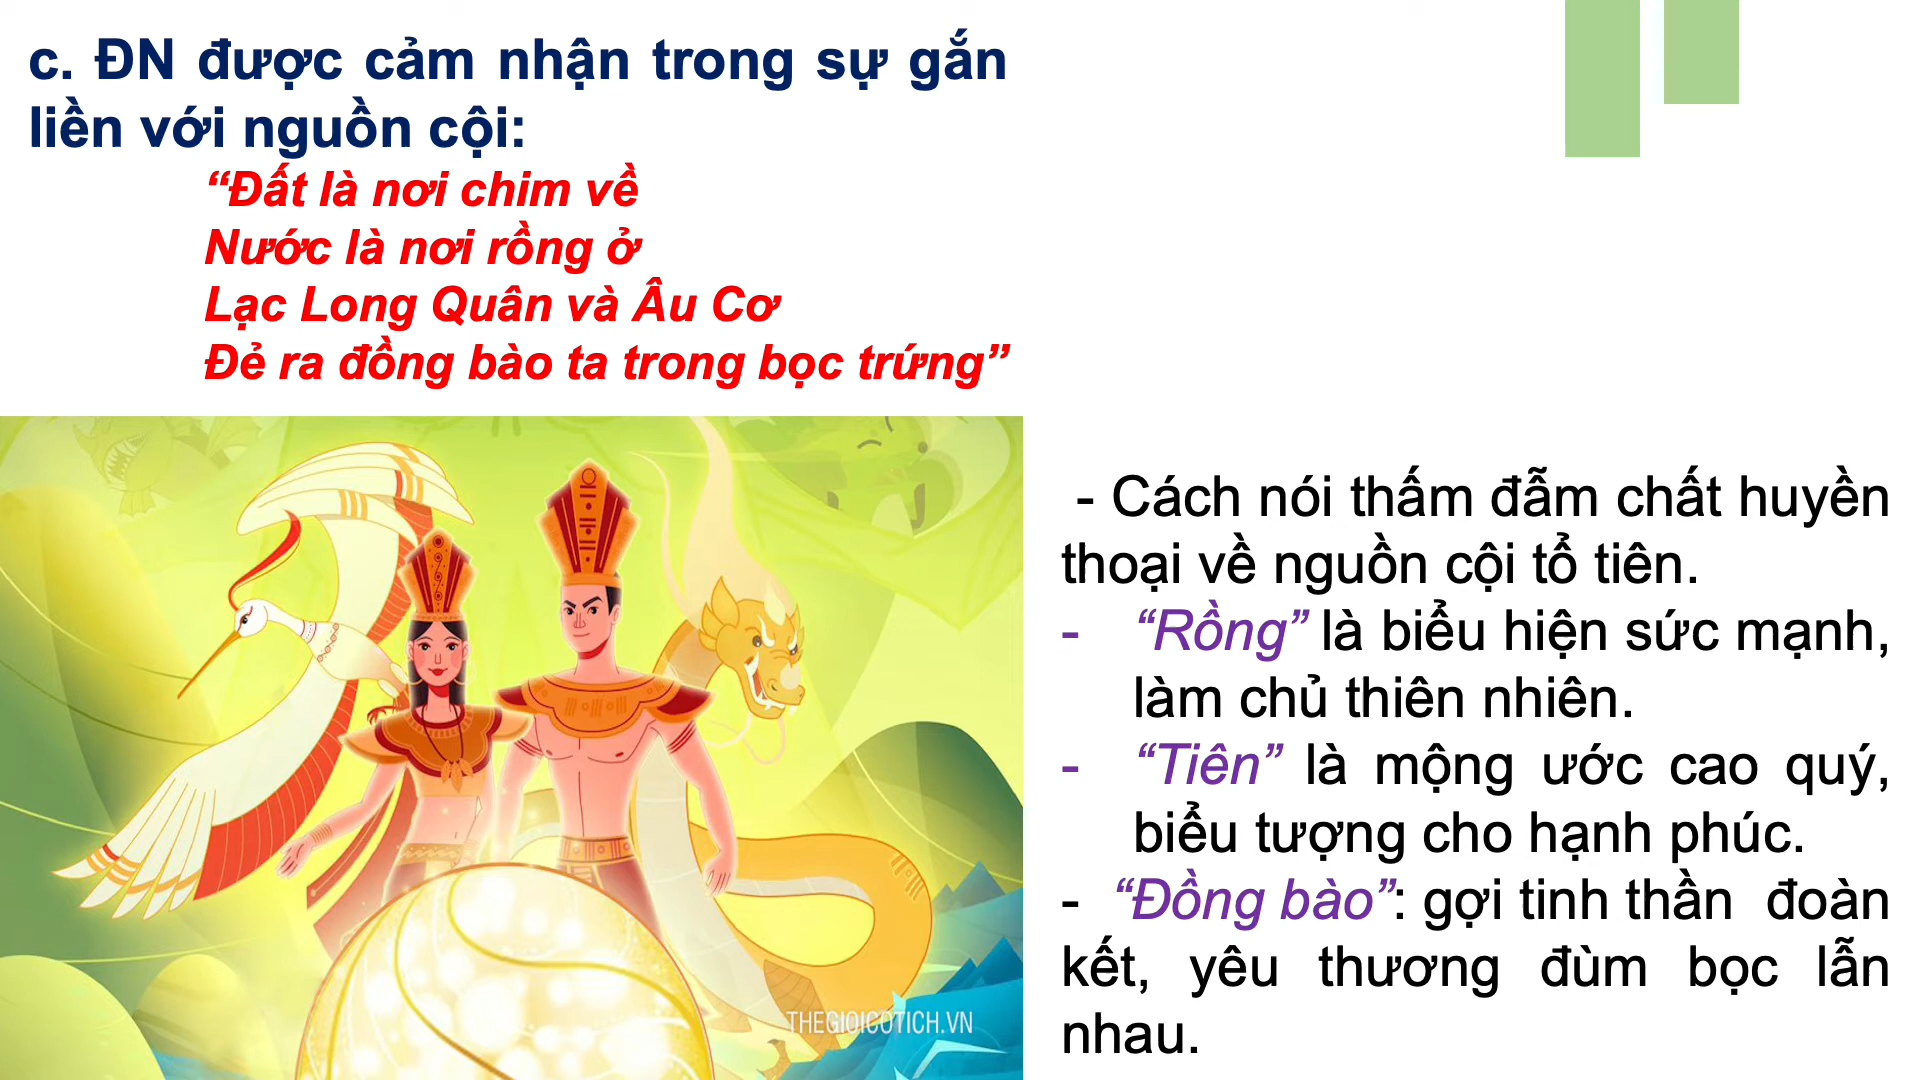 c. ĐN được cảm nhận trong sự gắn
liền với nguồn cội:
“Đất là nơi chim về
Nước là nơi rồng ở
Lạc Long Quân và Âu Cơ
Đẻ ra đồng bào ta trong bọc trứng”
- Cách nói thấm đẫm chất huyền
thoại về nguồn cội tổ tiên.
- “Rồng” là biểu hiện sức mạnh,
làm chủ thiên nhiên.
- “Tiên” là mộng ước cao quý,
biểu tượng cho hạnh phúc.
- “Đồng bào”: gợi tinh thần đoàn
kết, yêu thương đùm bọc lẫn
nhau.
THEGIOICOTICH.VN